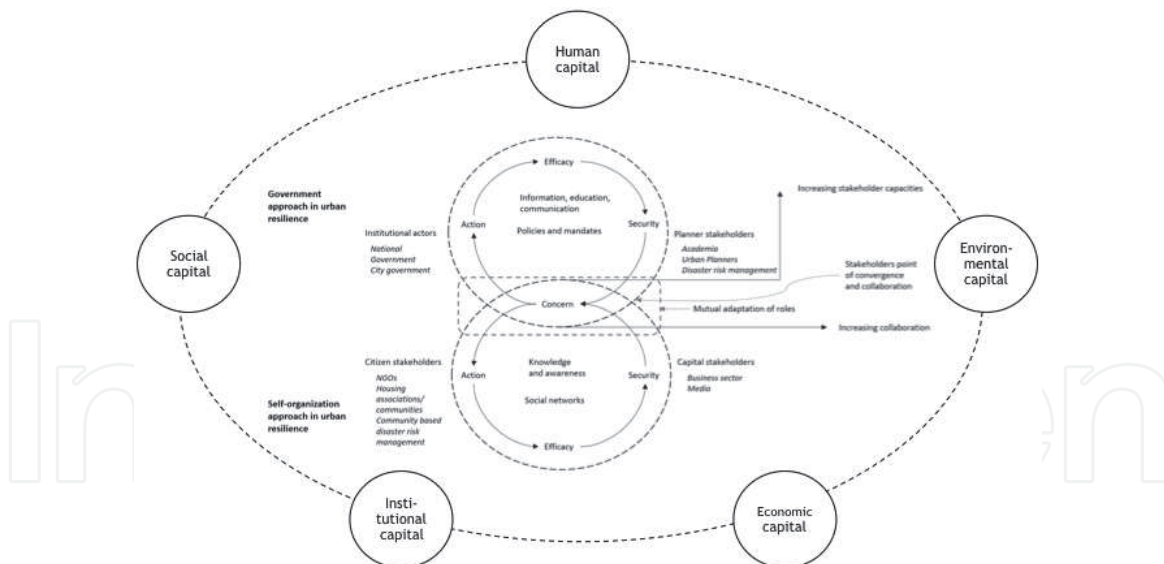 Human
capital
Government
approach in urban
resilience
Efficacy
Information, education,
communication
Policies and mandates
Action
Security
Increasing stakeholder capacities
Institutional actors
National
Government
City government
Planner stakeholders
Academia
Urban Planners
Disaster risk management
Social
capital
Environ-
mental
capital
Stakeholders point
of convergence
and collaboration
Concern
Mutual adaptation of roles
Increasing collaboration
Citizen stakeholders
NGOs
Housing
associations/
communities
Community based
disaster risk
management
Knowledge
and awareness
Action
Security
Social networks
Capital stakeholders
Business sector
Media
Self-organization
approach in urban
resilience
Efficacy
Insti-
tutional
capital
Economic
capital